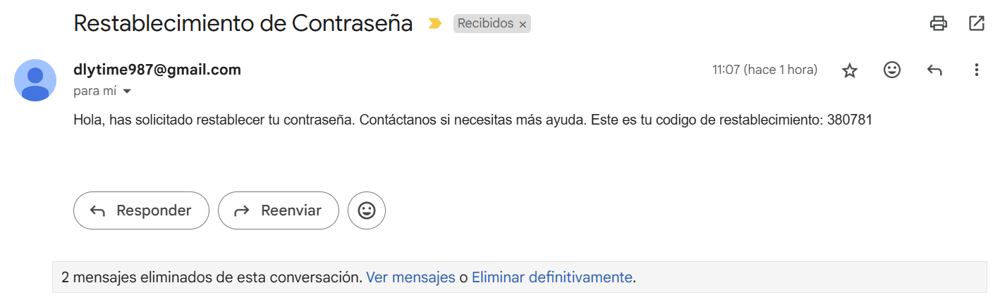 Restablecimiento de Contraseña Recibidos ×
dlytime987@gmail.com 11:07 (hace 1 hora)
para mí
Hola, has solicitado restablecer tu contraseña. Contáctanos si necesitas más ayuda. Este es tu codigo de restablecimiento: 380781
Responder Reenviar
2 mensajes eliminados de esta conversación. Ver mensajes o Eliminar definitivamente.